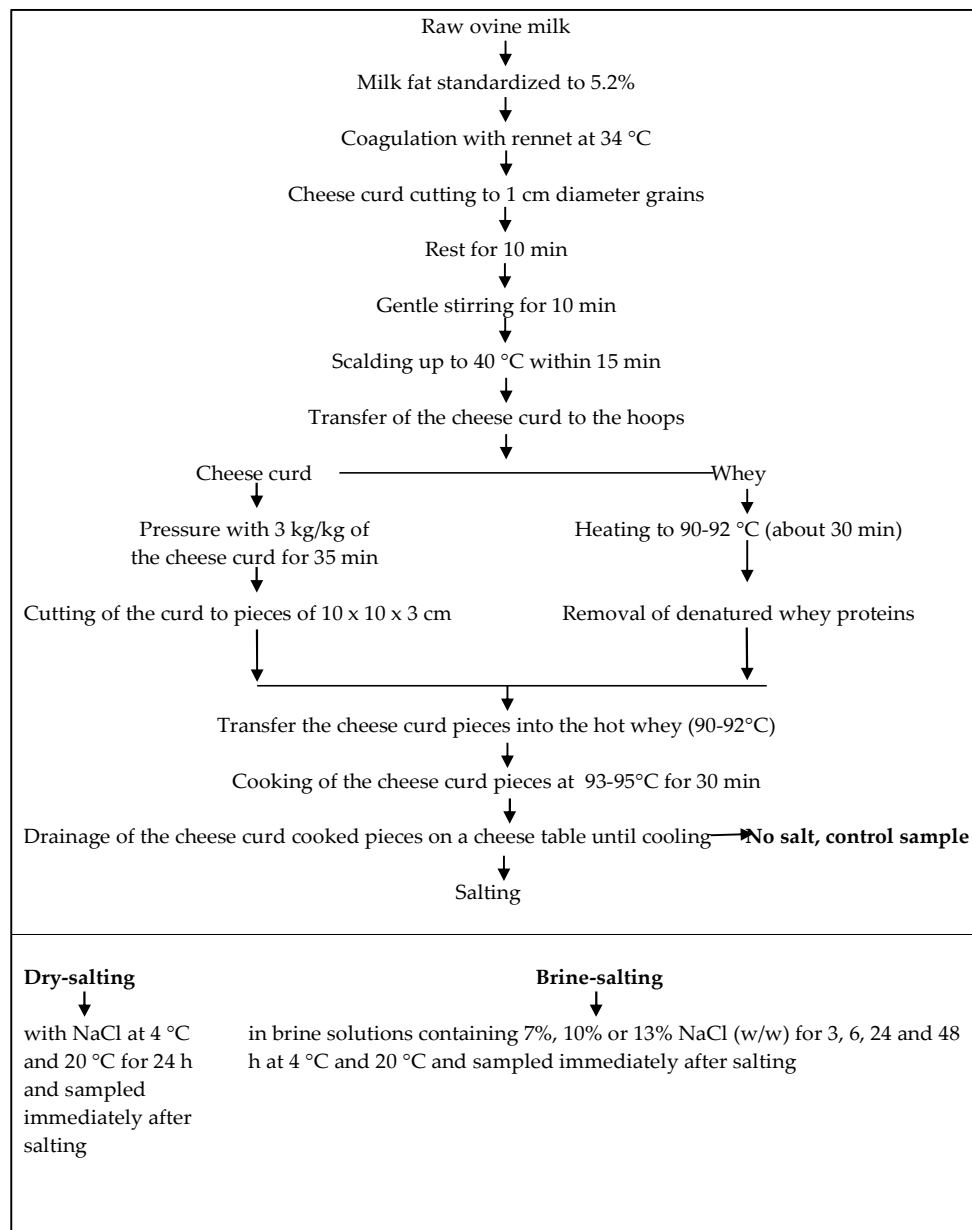 Raw ovine milk
Milk fat standardized to 5.2%
Coagulation with rennet at 34 °C
Cheese curd cutting to 1 cm diameter grains
Rest for 10 min
Gentle stirring for 10 min
Scalding up to 40 °C within 15 min
Transfer of the cheese curd to the hoops
Cheese curd
Whey
Pressure with 3 kg/kg of
the cheese curd for 35 min
Heating to 90-92 °C (about 30 min)
Cutting of the curd to pieces of 10 x 10 x 3 cm
Removal of denatured whey proteins
Transfer the cheese curd pieces into the hot whey (90-92°C)
Cooking of the cheese curd pieces at 93-95°C for 30 min
Drainage of the cheese curd cooked pieces on a cheese table until cooling
No salt, control sample
Salting
Dry-salting
with NaCl at 4 °C
and 20 °C for 24 h
and sampled
immediately after
salting
Brine-salting
in brine solutions containing 7%, 10% or 13% NaCl (w/w) for 3, 6, 24 and 48
h at 4 °C and 20 °C and sampled immediately after salting